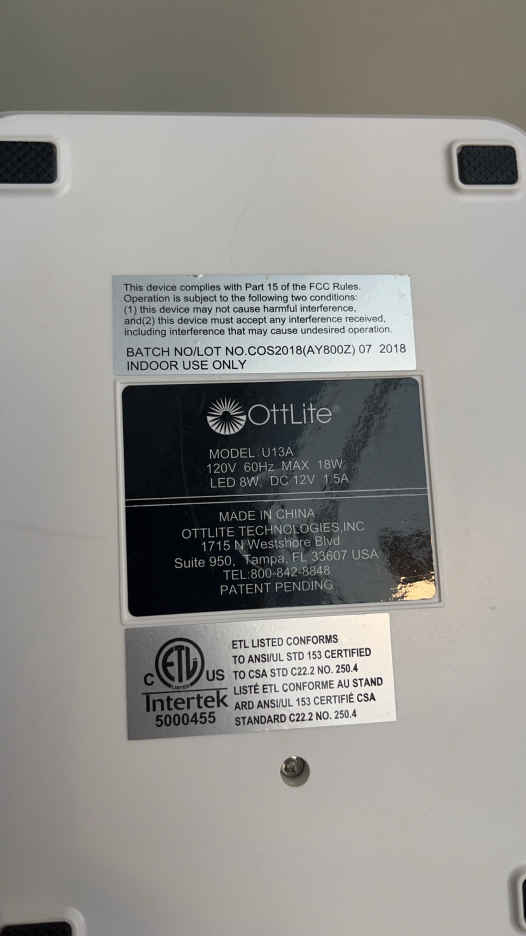 This device complies with Part 15 of the FCC Rules.
Operation is subject to the following two conditions:
(1) this device may not cause harmful interference,
and(2) this device must accept any interference received,
including interference that may cause undesired operation.
BATCH NO/LOT NO.COS2018(AY800Z) 07 2018
INDOOR USE ONLY
OTTLITE®
MODEL: U13A
120V 60Hz MAX 18W
LED 8W, DC 12V 1.5A
MADE IN CHINA
OTTLITE TECHNOLOGIES,INC
1715 N Westshore Blvd
Suite 950, Tampa, FL 33607 USA
TEL:800-842-8848
PATENT PENDING
C ETL US
LISTED
Intertek
5000455
ETL LISTED CONFORMS
TO ANSI/UL STD 153 CERTIFIED
TO CSA STD C22.2 NO. 250.4
LISTÉ ETL CONFORME AU STAND
ARD ANSI/UL 153 CERTIFIÉ CSA
STANDARD C22.2 NO. 250.4